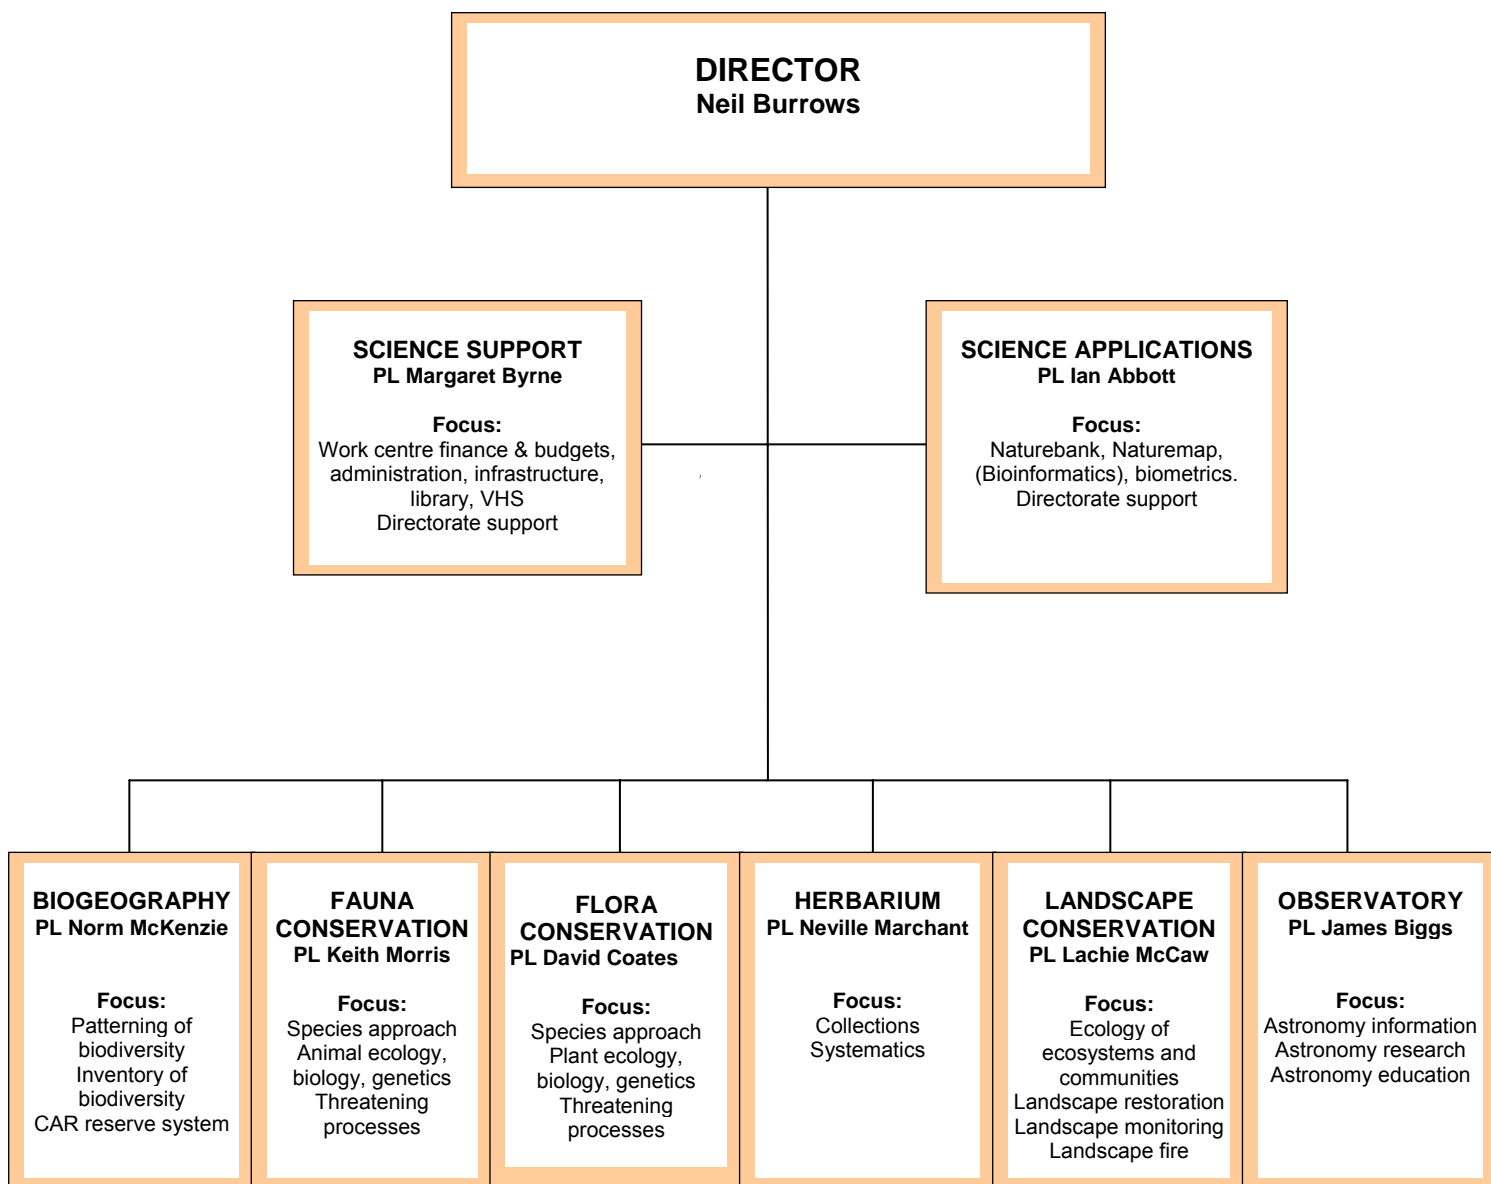 DIRECTOR
Neil Burrows
SCIENCE SUPPORT
PL Margaret Byrne
Focus:
Work centre finance & budgets,
administration, infrastructure,
library, VHS
Directorate support
SCIENCE APPLICATIONS
PL Ian Abbott
Focus:
Naturebank, Naturemap,
(Bioinformatics), biometrics.
Directorate support
,
BIOGEOGRAPHY
PL Norm McKenzie
Focus:
Patterning of
biodiversity
Inventory of
biodiversity
CAR reserve system
FAUNA
CONSERVATION
PL Keith Morris
Focus:
Species approach
Animal ecology,
biology, genetics
Threatening
processes
FLORA
CONSERVATION
PL David Coates
Focus:
Species approach
Plant ecology,
biology, genetics
Threatening
processes
HERBARIUM
PL Neville Marchant
Focus:
Collections
Systematics
LANDSCAPE
CONSERVATION
PL Lachie McCaw
Focus:
Ecology of
ecosystems and
communities
Landscape restoration
Landscape monitoring
Landscape fire
OBSERVATORY
PL James Biggs
Focus:
Astronomy information
Astronomy research
Astronomy education